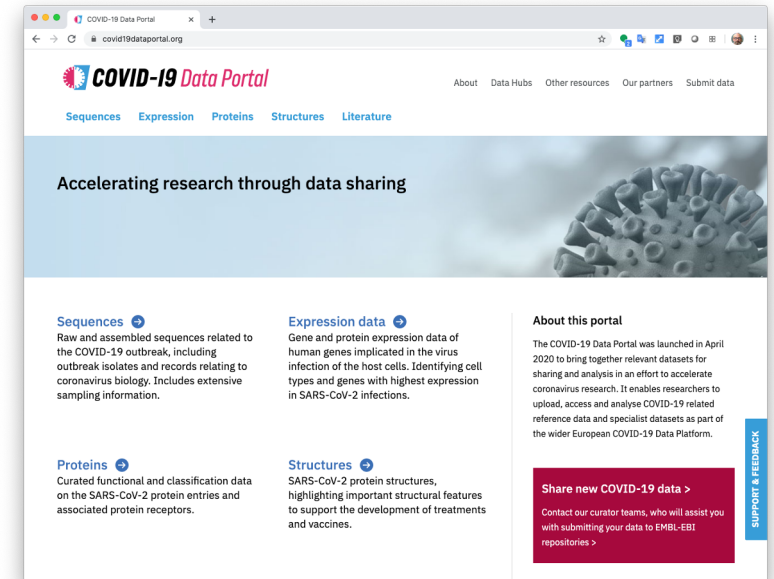 COVID-19 Data Portal
covid19dataportal.org
COVID-19 Data Portal
About Data Hubs Other resources Our partners Submit data
Sequences Expression Proteins Structures Literature
Accelerating research through data sharing
Sequences
Raw and assembled sequences related to
the COVID-19 outbreak, including
outbreak isolates and records relating to
coronavirus biology. Includes extensive
sampling information.
Expression data
Gene and protein expression data of
human genes implicated in the virus
infection of the host cells. Identifying cell
types and genes with highest expression
in SARS-CoV-2 infections.
Proteins
Curated functional and classification data
on the SARS-CoV-2 protein entries and
associated protein receptors.
Structures
SARS-CoV-2 protein structures,
highlighting important structural features
to support the development of treatments
and vaccines.
About this portal
The COVID-19 Data Portal was launched in April
2020 to bring together relevant datasets for
sharing and analysis in an effort to accelerate
coronavirus research. It enables researchers to
upload, access and analyse COVID-19 related
reference data and specialist datasets as part of
the wider European COVID-19 Data Platform.
Share new COVID-19 data >
Contact our curator teams, who will assist you
with submitting your data to EMBL-EBI
repositories >
SUPPORT & FEEDBACK